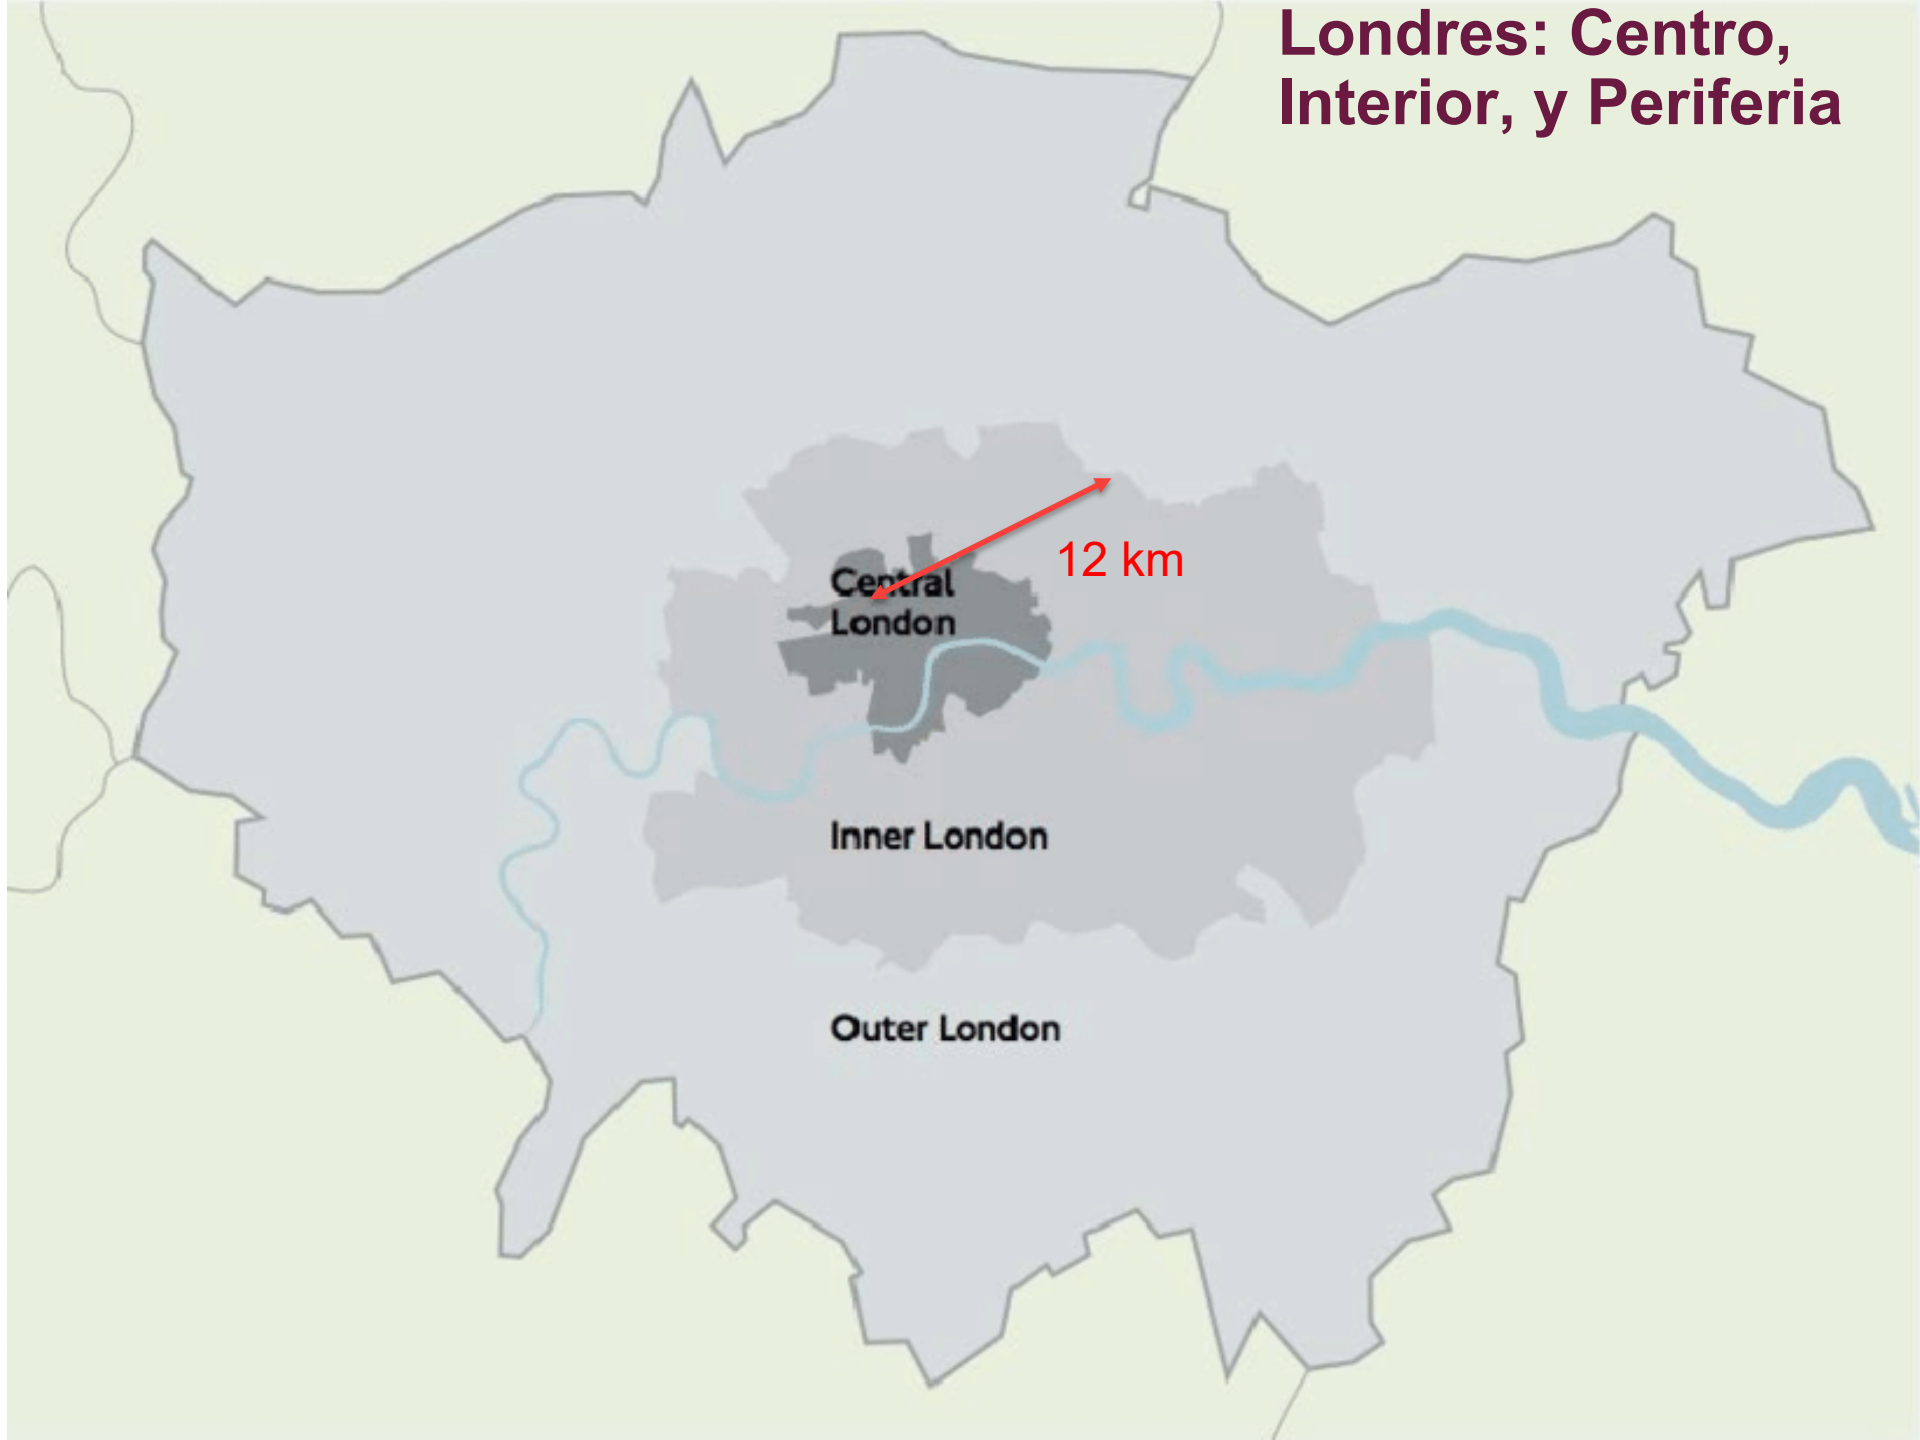 Londres: Centro,
Interior, y Periferia
12 km
Central
London
Inner London
Outer London